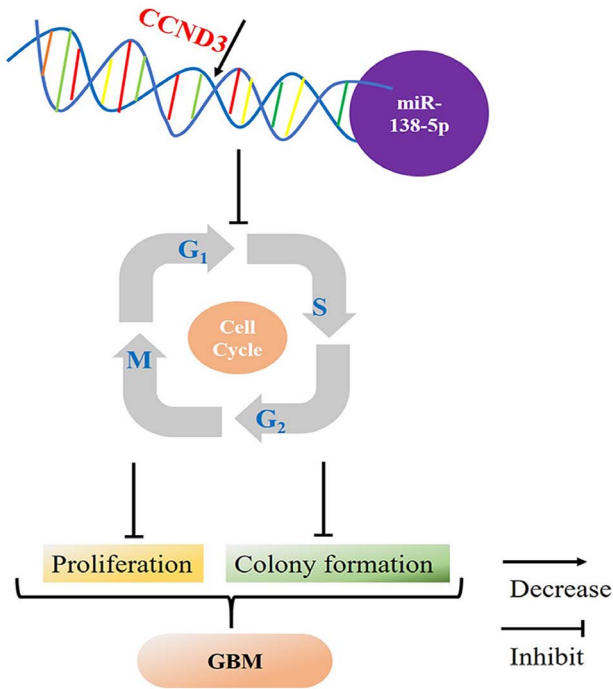 CCND3
miR-
138-5p
G₁
S
Cell
Cycle
M
G₂
Proliferation
Colony formation
Decrease
GBM
Inhibit